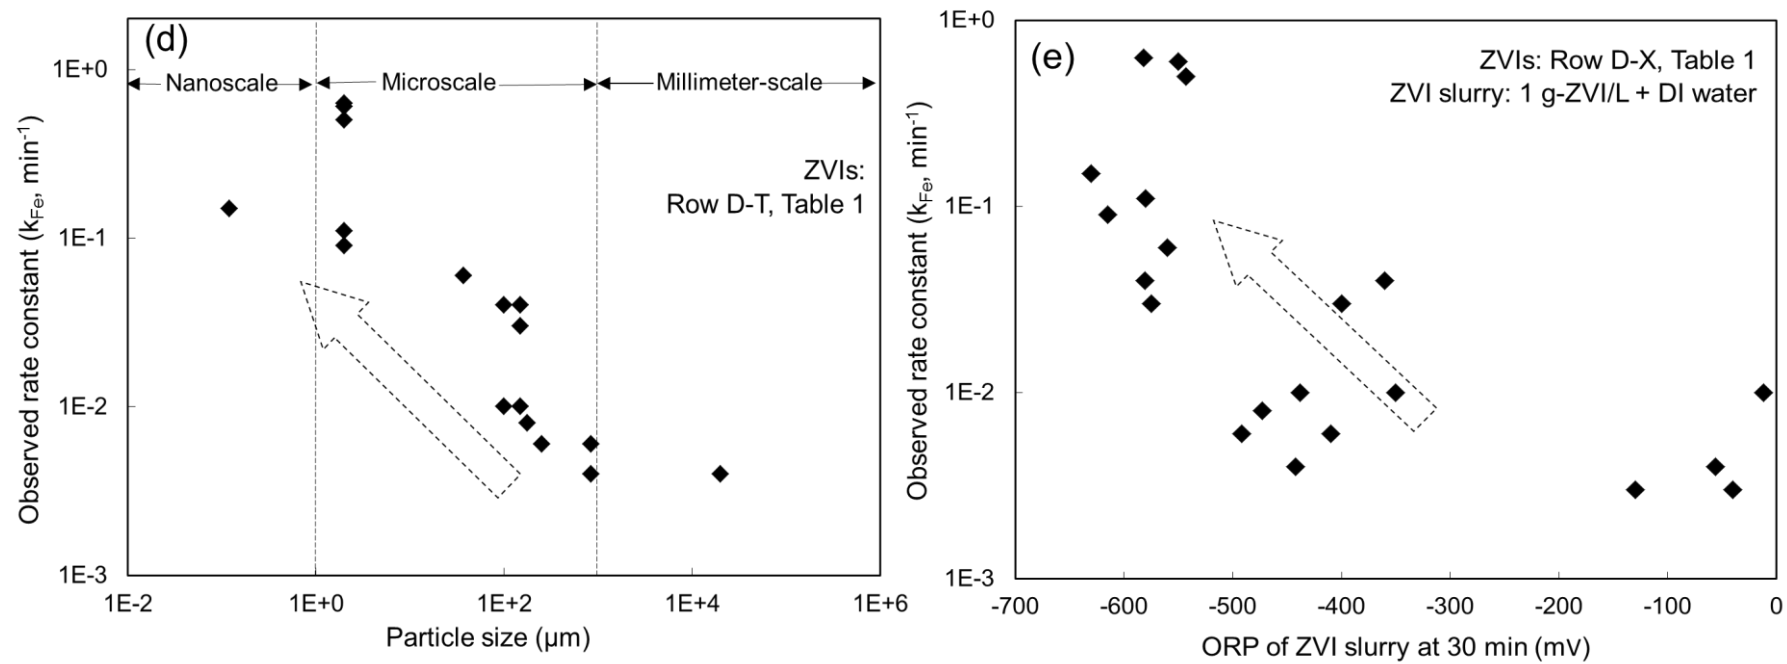 (d)
Nanoscale
Microscale
Millimeter-scale
ZVIs:
Row D-T, Table 1
Observed rate constant (kFe, min-1)
1E+0
1E-1
1E-2
1E-3
1E-2
1E+0
1E+2
1E+4
1E+6
Particle size (µm)
(e)
ZVIs: Row D-X, Table 1
ZVI slurry: 1 g-ZVI/L + DI water
Observed rate constant (kFe, min-1)
1E+0
1E-1
1E-2
1E-3
-700
-600
-500
-400
-300
-200
-100
0
ORP of ZVI slurry at 30 min (mV)